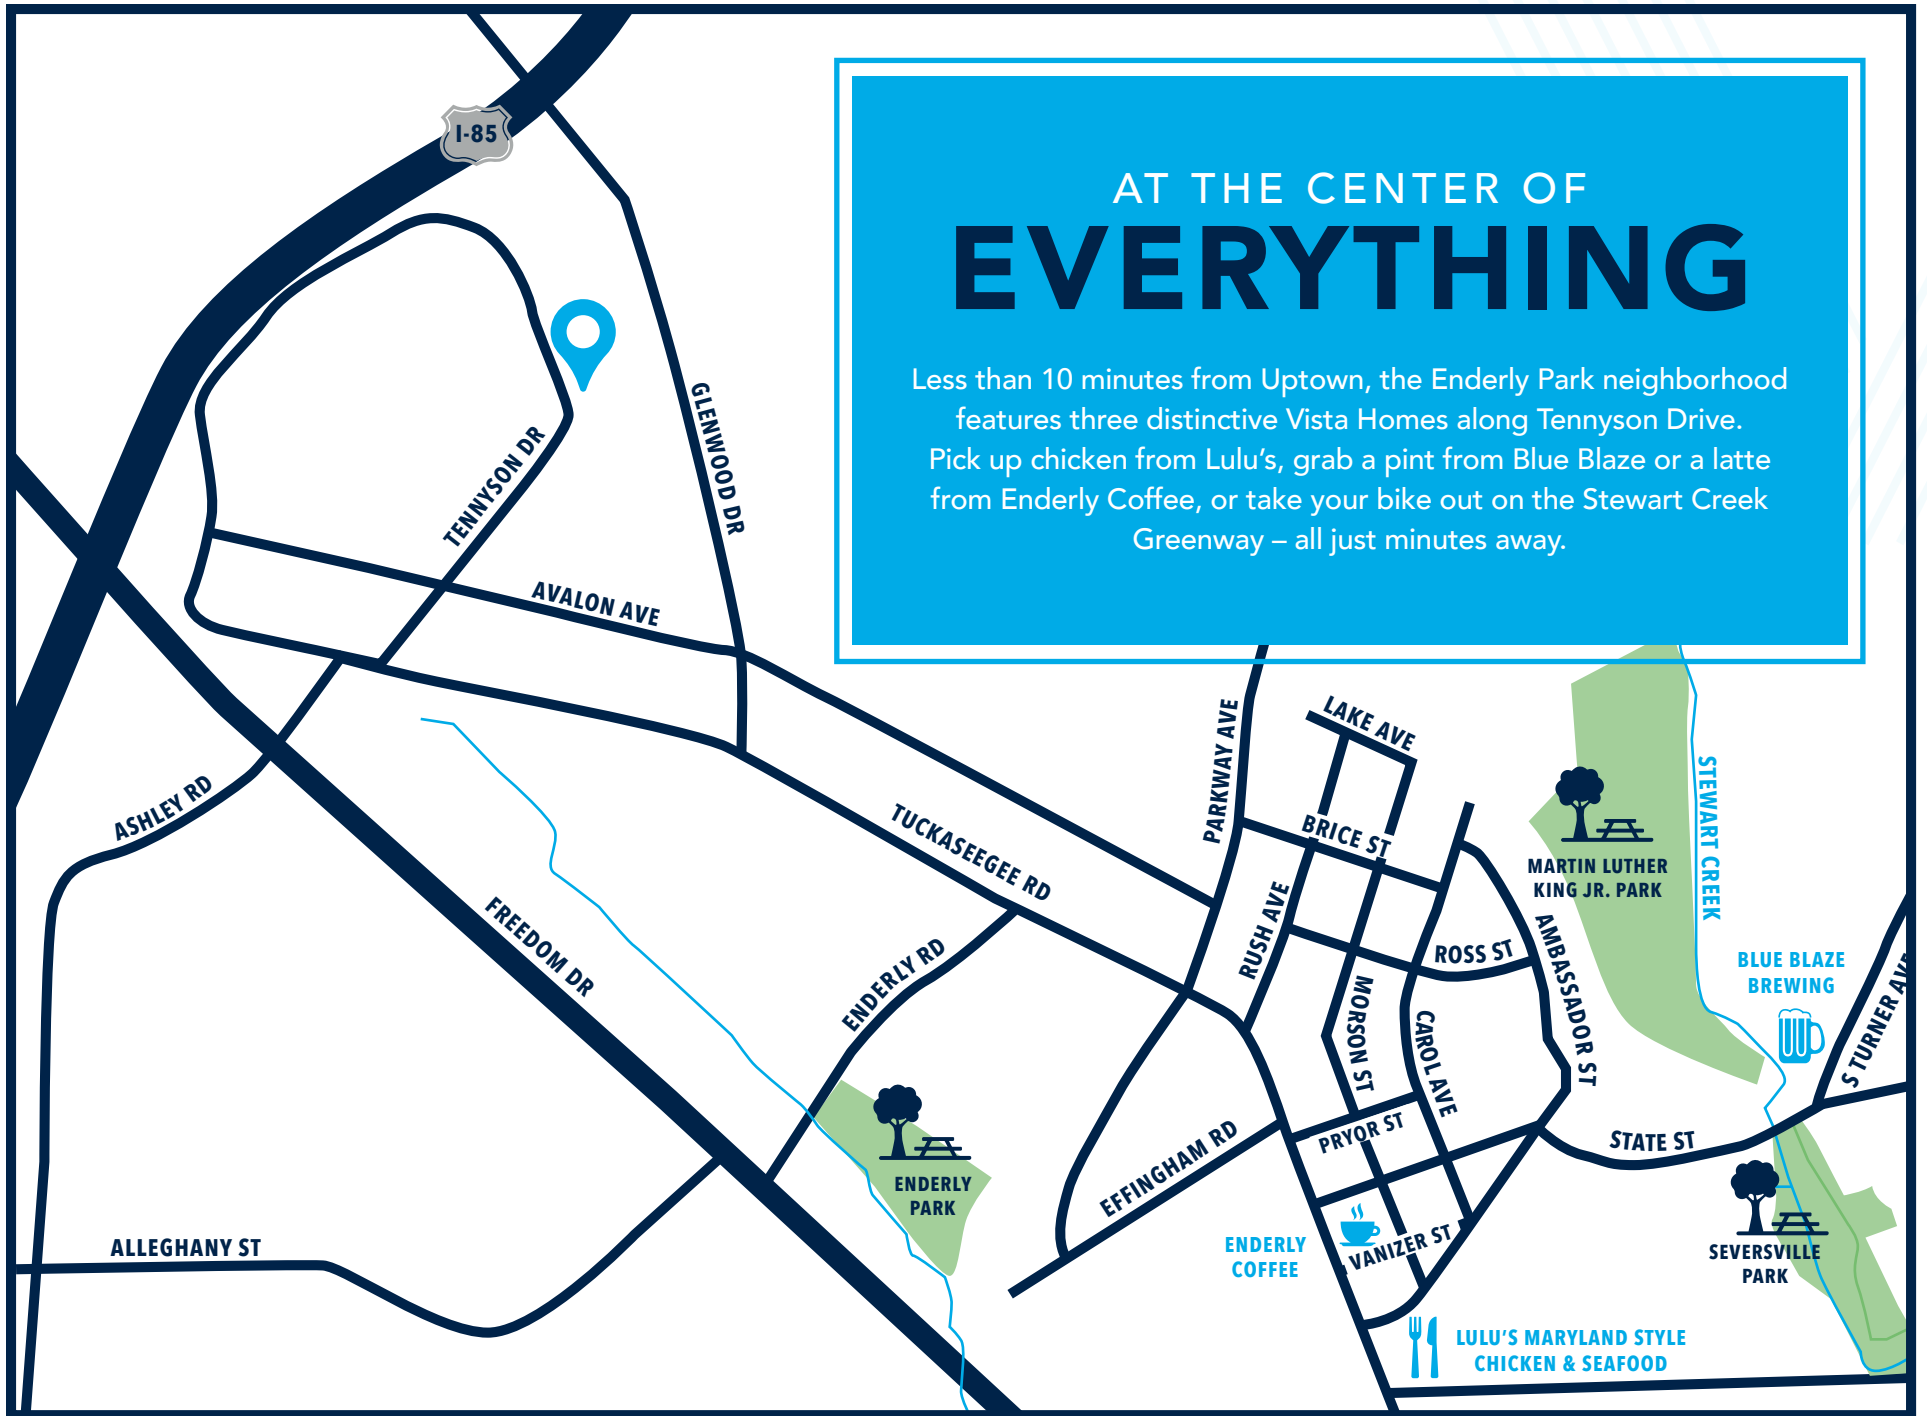 I-85
AT THE CENTER OF
EVERYTHING
Less than 10 minutes from Uptown, the Enderly Park neighborhood
features three distinctive Vista Homes along Tennyson Drive.
Pick up chicken from Lulu’s, grab a pint from Blue Blaze or a latte
from Enderly Coffee, or take your bike out on the Stewart Creek
Greenway – all just minutes away.
GLENWOOD DR
TENNYSON DR
AVALON AVE
ASHLEY RD
TUCKASEEGEE RD
FREEDOM DR
ENDERLY RD
ALLEGHANY ST
ENDERLY
PARK
EFFINGHAM RD
PARKWAY AVE
LAKE AVE
BRICE ST
RUSH AVE
ROSS ST
MORSON ST
CAROL AVE
AMBASSADOR ST
PRYOR ST
VANIZER ST
ENDERLY
COFFEE
LULU’S MARYLAND STYLE
CHICKEN & SEAFOOD
MARTIN LUTHER
KING JR. PARK
STEWART CREEK
BLUE BLAZE
BREWING
S TURNER AVE
STATE ST
SEVERSVILLE
PARK